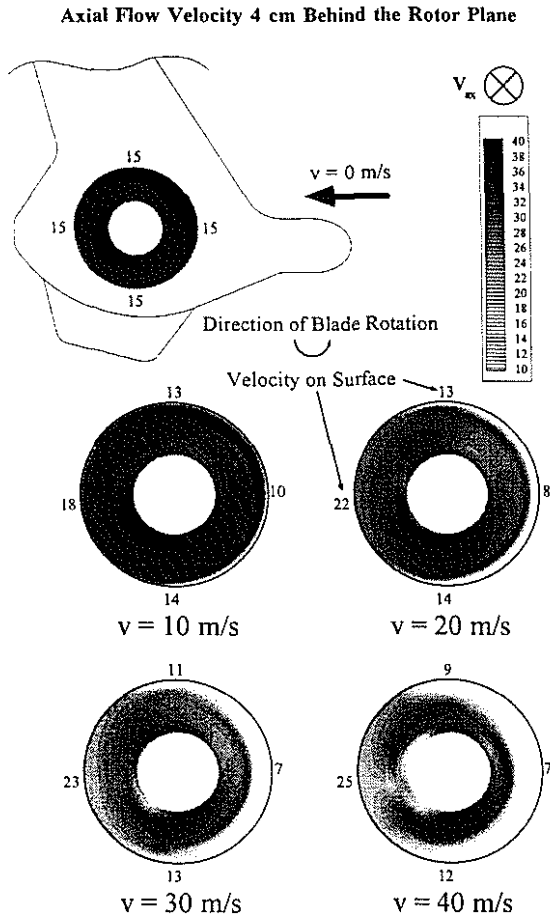 Axial Flow Velocity 4 cm Behind the Rotor Plane
V ax
40
38
36
34
32
30
28
26
24
22
20
18
16
14
12
10
v = 0 m/s
15
15 15
15
Direction of Blade Rotation
Velocity on Surface
13 13
18 10 22 8
14 14
v = 10 m/s v = 20 m/s
11 9
23 7 25 7
13 12
v = 30 m/s v = 40 m/s